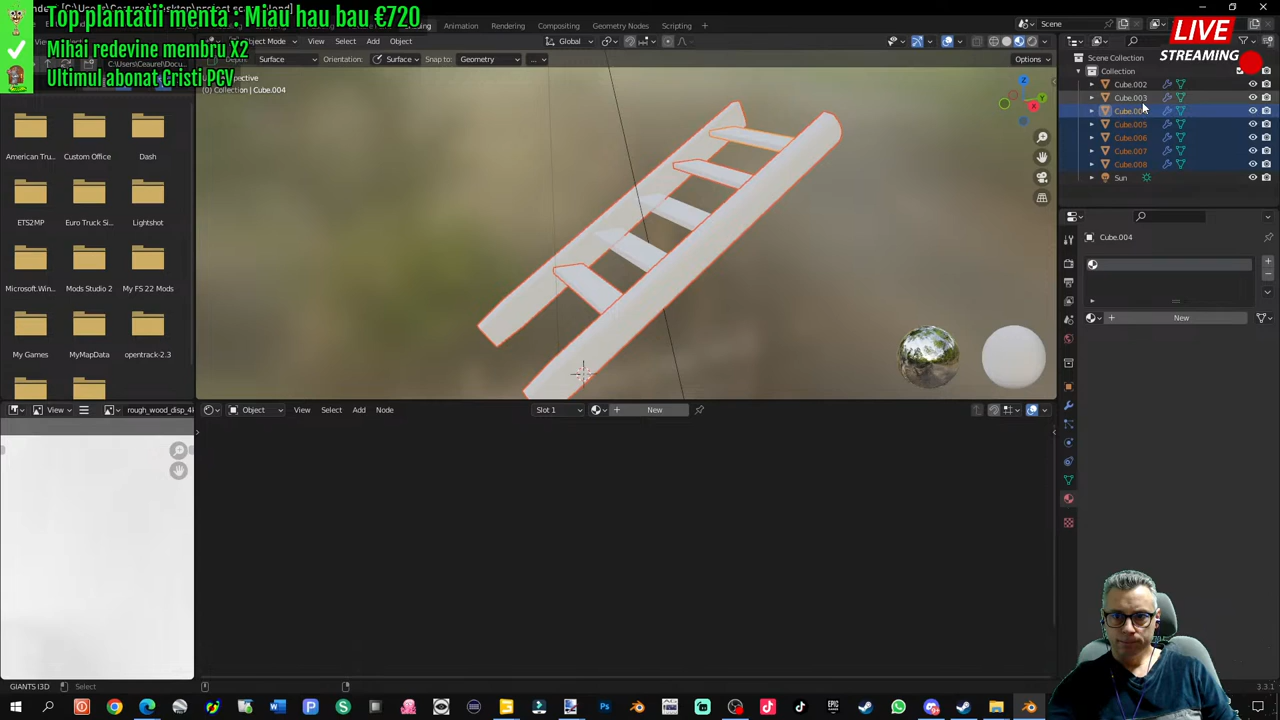 Top plantatii menta : Miau hau bau €720
Mihai redevine membru X2
Ultimul abonat Cristi PCV
LIVE
STREAMING
Animation
Rendering
Compositing
Geometry Nodes
Scripting
Scene
Object Mode
View
Select
Add
Object
Global
Surface
Orientation:
Surface
Snap to:
Geometry
...
Options
(0) Collection | Cube.004
American Tru...
Custom Office
Dash
ETS2MP
Euro Truck Si...
Lightshot
Microsoft.Win...
Mods Studio 2
My FS 22 Mods
My Games
MyMapData
opentrack-2.3
Scene Collection
Collection
Cube.002
Cube.003
Cube.005
Cube.006
Cube.007
Cube.008
Sun
Cube.004
New
View
rough_wood_disp_4k
Object
View
Select
Add
Node
Slot 1
New
GIANTS I3D
Select
3.3.1